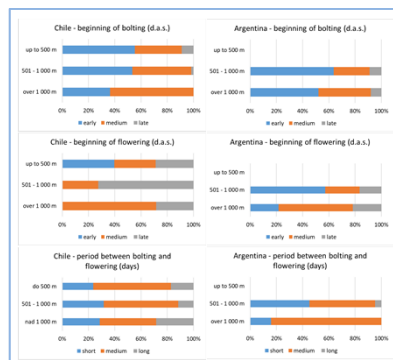 Chile - beginning of bolting (d.a.s.)
up to 500 m
501 - 1 000 m
over 1 000 m
0% 20% 40% 60% 80% 100%
early medium late
Argentina - beginning of bolting (d.a.s.)
up to 500 m
501 - 1 000 m
over 1 000 m
0% 20% 40% 60% 80% 100%
early medium late
Chile - beginning of flowering (d.a.s.)
up to 500 m
501 - 1 000 m
over 1 000 m
0% 20% 40% 60% 80% 100%
early medium late
Argentina - beginning of flowering (d.a.s.)
up to 500 m
501 - 1 000 m
over 1 000 m
0% 20% 40% 60% 80% 100%
early medium late
Chile - period between bolting and
flowering (days)
do 500 m
501 - 1 000 m
nad 1 000 m
0% 20% 40% 60% 80% 100%
short medium long
Argentina - period between bolting and
flowering (days)
up to 500 m
501 - 1 000 m
over 1 000 m
0% 20% 40% 60% 80% 100%
short medium long